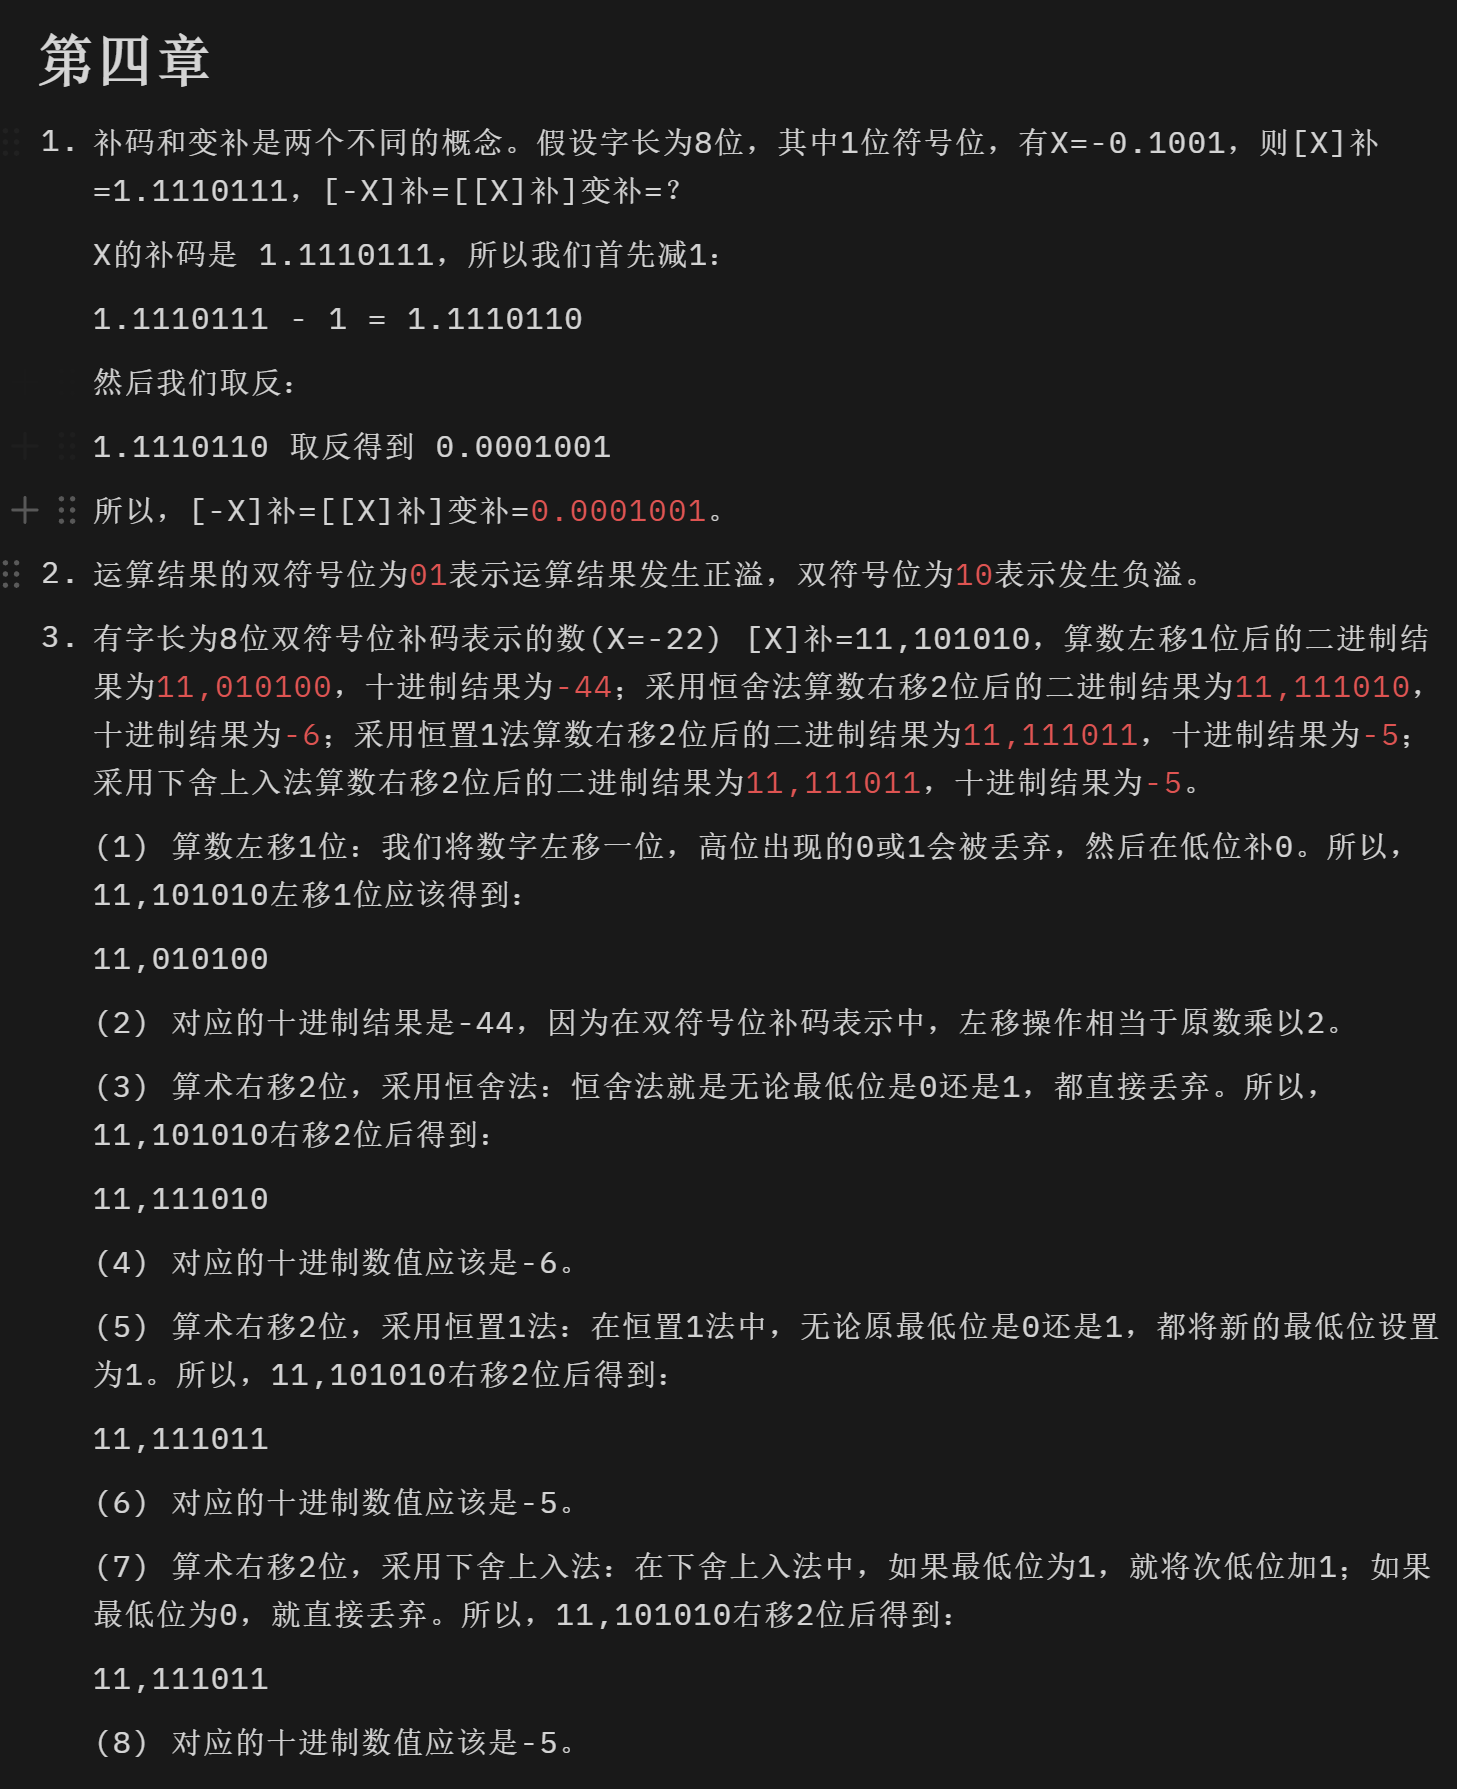 第四章
1. 补码和变补是两个不同的概念。假设字长为8位，其中1位符号位，有X=-0.1001，则[X]补
=1.1110111，[-X]补=[[X]补]变补=？
X的补码是 1.1110111，所以我们首先减1：
1.1110111 - 1 = 1.1110110
然后我们取反：
1.1110110 取反得到 0.0001001
所以，[-X]补=[[X]补]变补=0.0001001。
2. 运算结果的双符号位为01表示运算结果发生正溢，双符号位为10表示发生负溢。
3. 有字长为8位双符号位补码表示的数(X=-22) [X]补=11,101010，算数左移1位后的二进制结
果为11,010100，十进制结果为-44；采用恒舍法算数右移2位后的二进制结果为11,111010，
十进制结果为-6；采用恒置1法算数右移2位后的二进制结果为11,111011，十进制结果为-5；
采用下舍上入法算数右移2位后的二进制结果为11,111011，十进制结果为-5。
(1) 算数左移1位：我们将数字左移一位，高位出现的0或1会被丢弃，然后在低位补0。所以，
11,101010左移1位应该得到：
11,010100
(2) 对应的十进制结果是-44，因为在双符号位补码表示中，左移操作相当于原数乘以2。
(3) 算术右移2位，采用恒舍法：恒舍法就是无论最低位是0还是1，都直接丢弃。所以，
11,101010右移2位后得到：
11,111010
(4) 对应的十进制数值应该是-6。
(5) 算术右移2位，采用恒置1法：在恒置1法中，无论原最低位是0还是1，都将新的最低位设置
为1。所以，11,101010右移2位后得到：
11,111011
(6) 对应的十进制数值应该是-5。
(7) 算术右移2位，采用下舍上入法：在下舍上入法中，如果最低位为1，就将次低位加1；如果
最低位为0，就直接丢弃。所以，11,101010右移2位后得到：
11,111011
(8) 对应的十进制数值应该是-5。